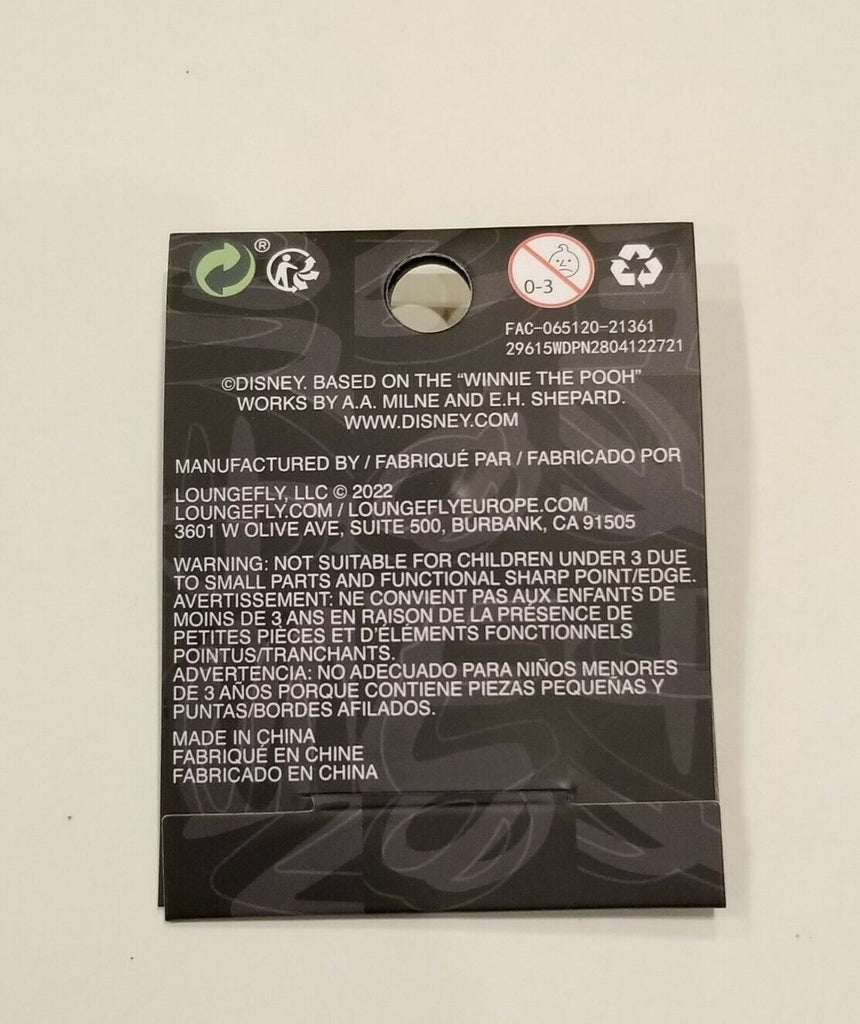 ®
0-3
FAC-065120-21361
29615WDPN2804122721
©DISNEY. BASED ON THE “WINNIE THE POOH”
WORKS BY A.A. MILNE AND E.H. SHEPARD.
WWW.DISNEY.COM
MANUFACTURED BY / FABRIQUÉ PAR / FABRICADO POR
LOUNGEFLY, LLC © 2022
LOUNGEFLY.COM / LOUNGEFLYEUROPE.COM
3601 W OLIVE AVE, SUITE 500, BURBANK, CA 91505
WARNING: NOT SUITABLE FOR CHILDREN UNDER 3 DUE
TO SMALL PARTS AND FUNCTIONAL SHARP POINT/EDGE.
AVERTISSEMENT: NE CONVIENT PAS AUX ENFANTS DE
MOINS DE 3 ANS EN RAISON DE LA PRÉSENCE DE
PETITES PIÈCES ET D'ÉLÉMENTS FONCTIONNELS
POINTUS/TRANCHANTS.
ADVERTENCIA: NO ADECUADO PARA NIÑOS MENORES
DE 3 AÑOS PORQUE CONTIENE PIEZAS PEQUEÑAS Y
PUNTAS/BORDES AFILADOS.
MADE IN CHINA
FABRIQUÉ EN CHINE
FABRICADO EN CHINA